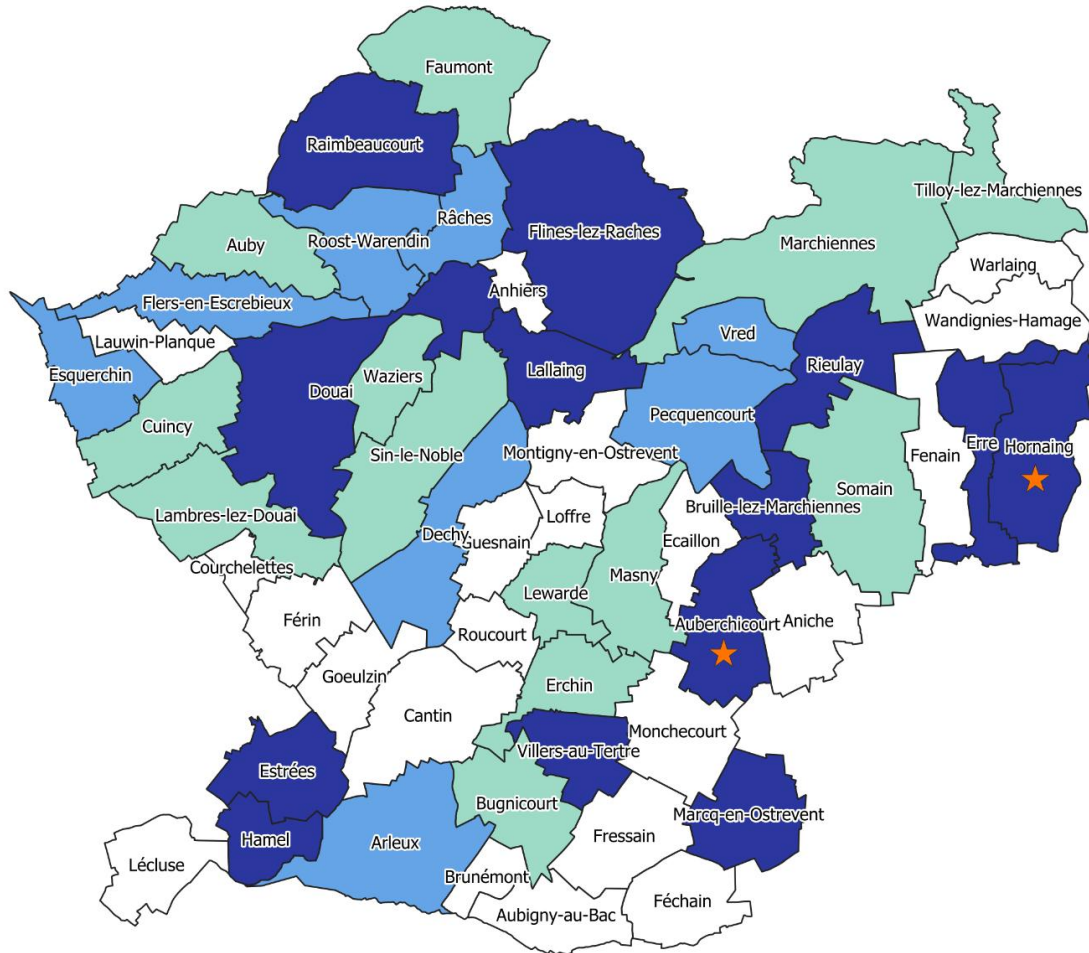 Faumont
Raimbeaucourt
Tilloy-lez-Marchiennes
Râches
Flines-lez-Raches
Roost-Warendin
Auby
Marchiennes
Warlaing
Anhiers
Flers-en-Escrebieux
Wandignies-Hamage
Vred
Lauwin-Planque
Rieulay
Esquerchin
Waziers
Lallaing
Douai
Pecquencourt
Cuincy
Erre
Hornaing
Sin-le-Noble
Montigny-en-Ostrevent
Fenain
Somain
Bruille-lez-Marchiennes
Lambres-lez-Douai
Loffre
Dechy
Guesnain
Ecaillon
Courchelettes
Masny
Lewarde
Férin
Auberchicourt
Aniche
Roucourt
Goeulzin
Erchin
Cantin
Monchecourt
Villers-au-Tertre
Estrées
Bugnicourt
Marcq-en-Ostrevent
Hamel
Arleux
Fressain
Lécluse
Brunémont
Féchain
Aubigny-au-Bac